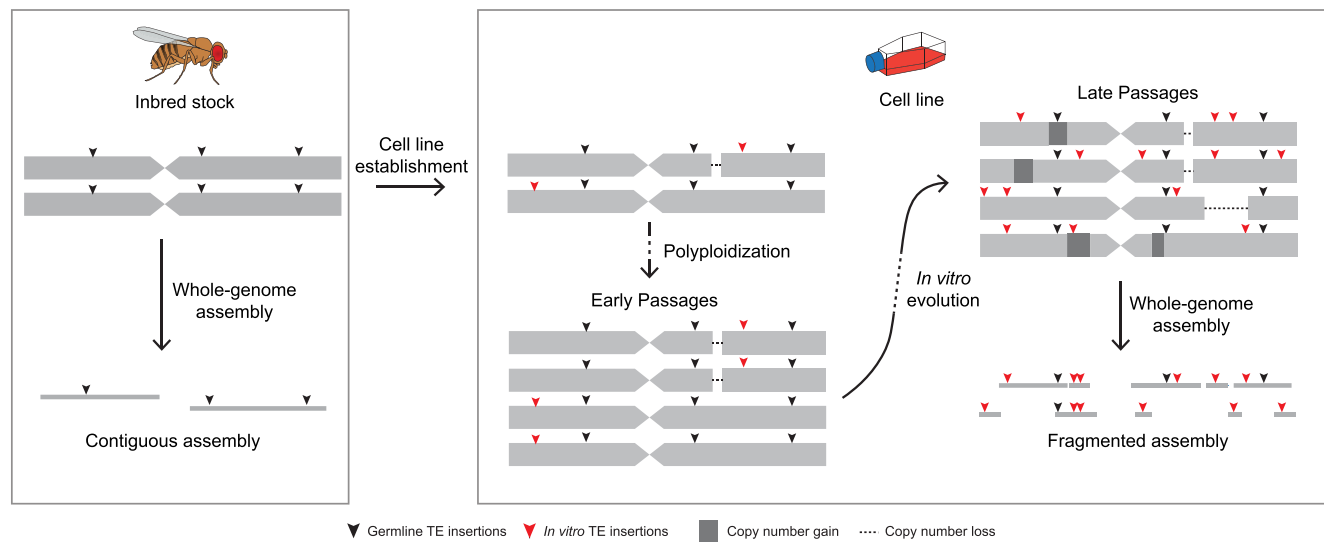 Inbred stock
Whole-genome
assembly
Contiguous assembly
Cell line
establishment
Cell line
Polyploidization
Early Passages
In vitro
evolution
Late Passages
Whole-genome
assembly
Fragmented assembly
Germline TE insertions
In vitro TE insertions
Copy number gain
Copy number loss